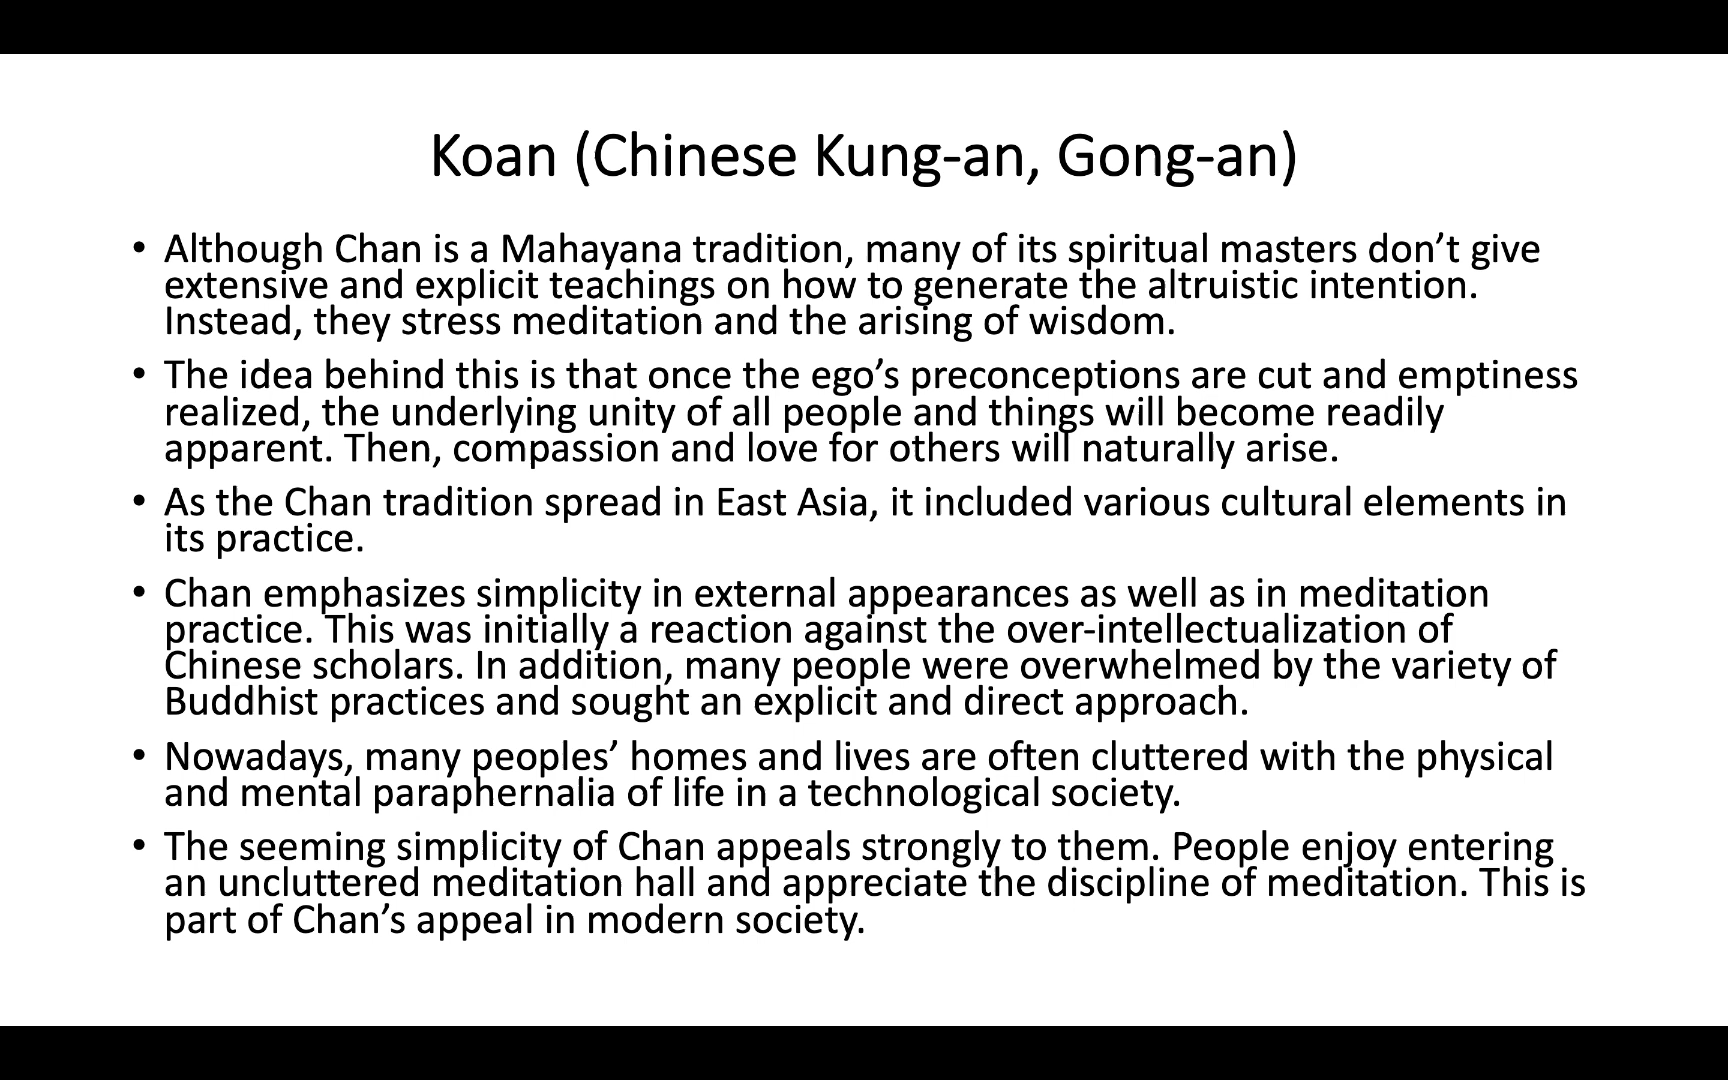 Koan (Chinese Kung-an, Gong-an)
• Although Chan is a Mahayana tradition, many of its spiritual masters don’t give
extensive and explicit teachings on how to generate the altruistic intention.
Instead, they stress meditation and the arising of wisdom.
• The idea behind this is that once the ego’s preconceptions are cut and emptiness
realized, the underlying unity of all people and things will become readily
apparent. Then, compassion and love for others will naturally arise.
• As the Chan tradition spread in East Asia, it included various cultural elements in
its practice.
• Chan emphasizes simplicity in external appearances as well as in meditation
practice. This was initially a reaction against the over-intellectualization of
Chinese scholars. In addition, many people were overwhelmed by the variety of
Buddhist practices and sought an explicit and direct approach.
• Nowadays, many peoples’ homes and lives are often cluttered with the physical
and mental paraphernalia of life in a technological society.
• The seeming simplicity of Chan appeals strongly to them. People enjoy entering
an uncluttered meditation hall and appreciate the discipline of meditation. This is
part of Chan’s appeal in modern society.